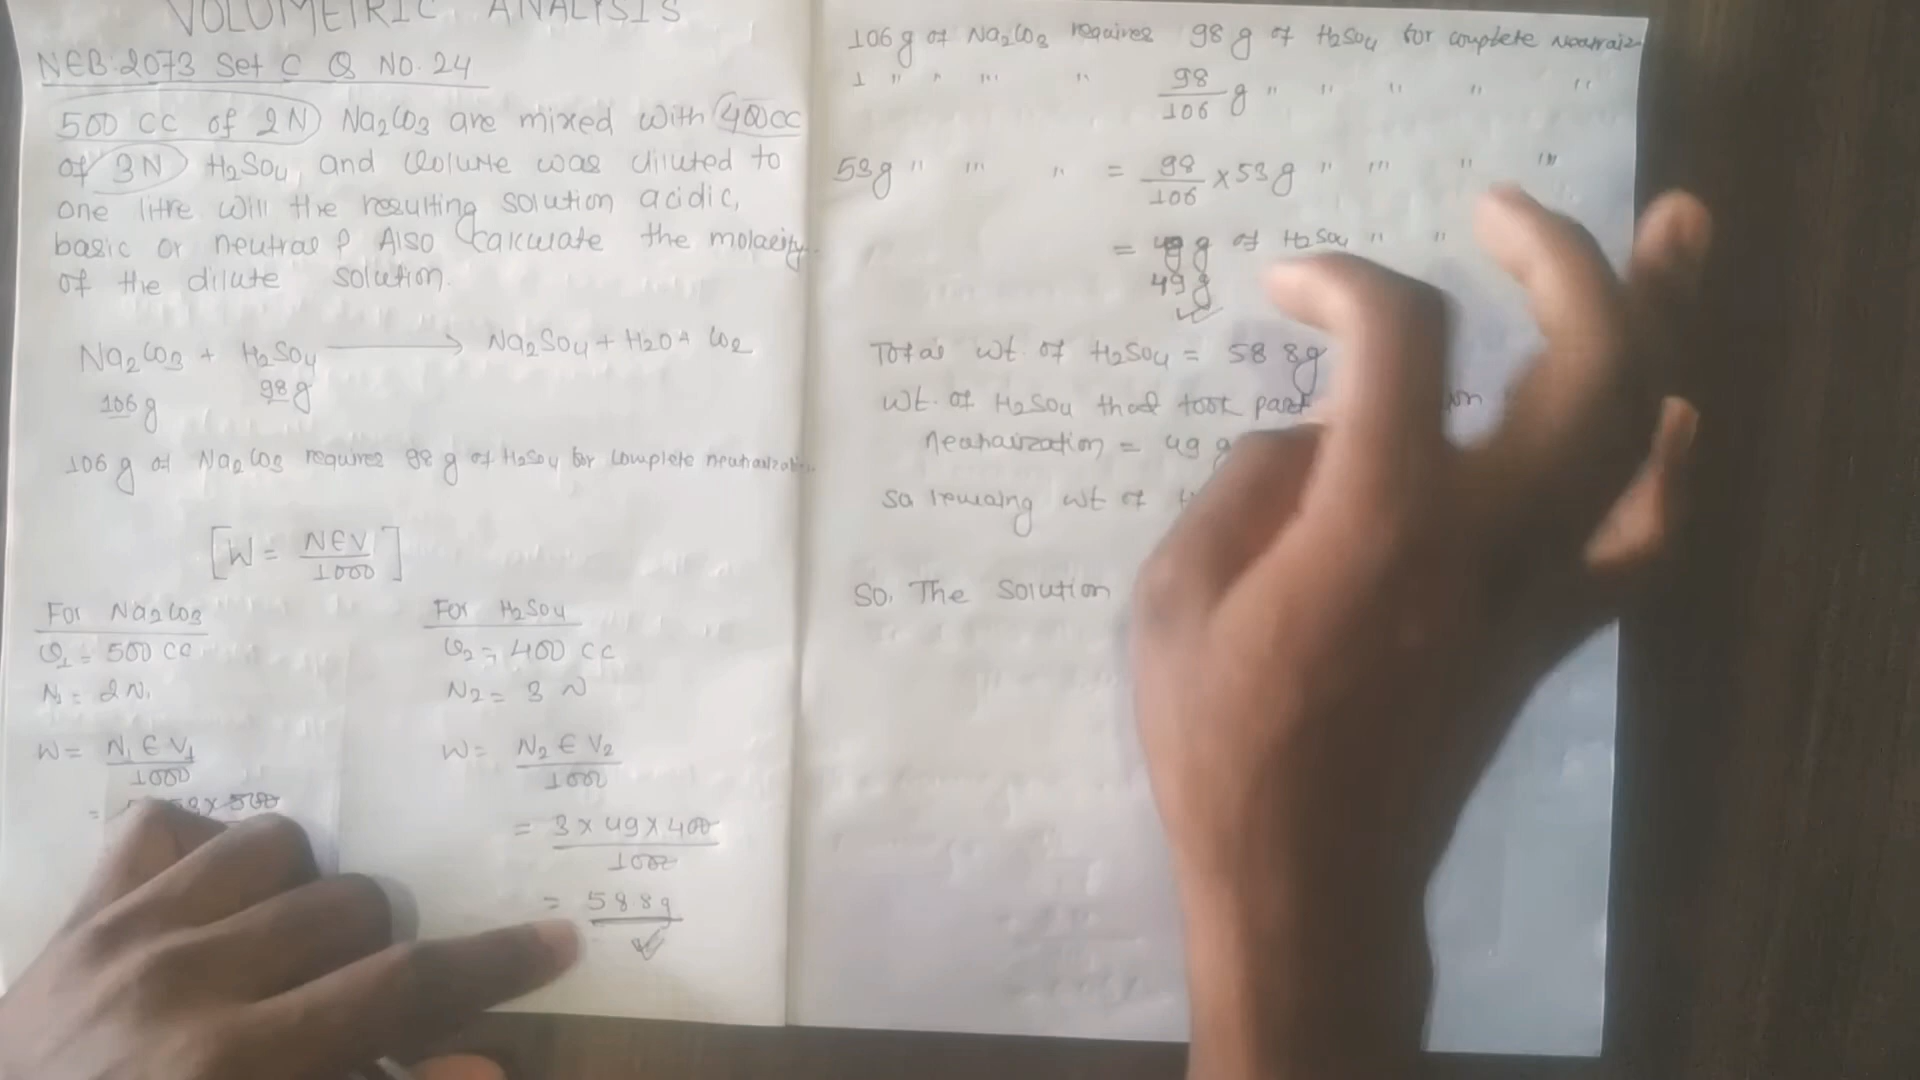 VOLUMETRIC ANALYSIS
NEB 2073 Set C Q NO. 24
500 cc of 2N Na2CO3 are mixed with 400cc
of 3N H2SO4 and volume was diluted to
one litre will the resulting solution acidic,
basic or neutral ? Also Calculate the molarity
of the dilute solution.
Na2CO3 + H2SO4 → Na2SO4 + H2O + CO2
106 g 98 g
106 g of Na2CO3 requires 98 g of H2SO4 for complete neutralization
[W = NEV / 1000]
For Na2CO3
V1 = 500 cc
N1 = 2N.
W = N1 E V1 / 1000
= × 500
For H2SO4
V2 = 400 cc
N2 = 3 N
W = N2 E V2 / 1000
= 3 × 49 × 400 / 1000
= 58 8g
106 g of Na2CO3 requires 98 g of H2SO4 for complete
1 " " " " 98/106 g " " " " "
53g " " " = 98/106 × 53 g " " " "
= g of H2SO4 " "
49 g
Total wt. of H2SO4 = 58 8g
Wt. of H2SO4 that took part
neutralization = 49 g
so wt of
So, The Solution